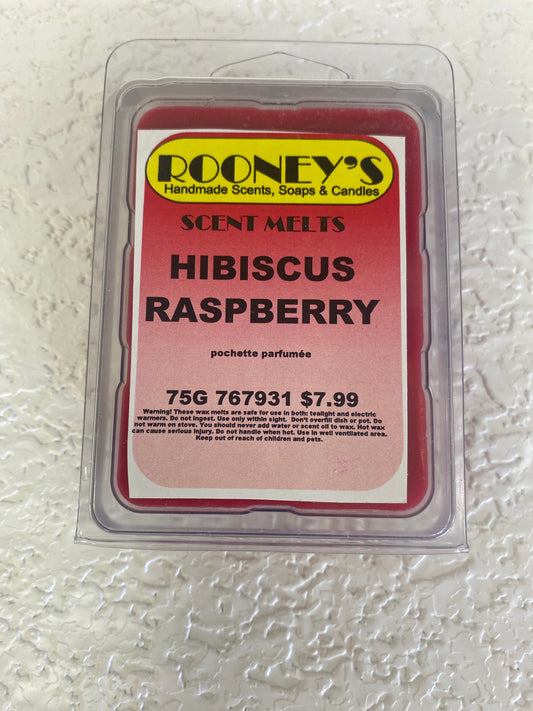 ROONEY'S
Handmade Scents, Soaps & Candles
SCENT MELTS
HIBISCUS
RASPBERRY
pochette parfumée
75G 767931 $7.99
Warning! These wax melts are safe for use in both: tealight and electric
warmers. Do not ingest. Use only within sight. Don't overfill dish or pot. Do
not warm on stove. You should never add water or scent oil to wax. Hot wax
can cause serious injury. Do not handle when hot. Use in well ventilated area.
Keep out of reach of children and pets.